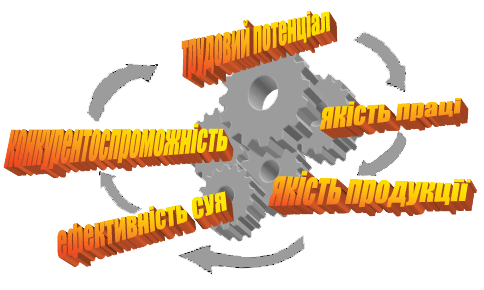 трудовий потенціал
якість праці
якість продукції
ефективність СУЯ
конкурентоспроможність